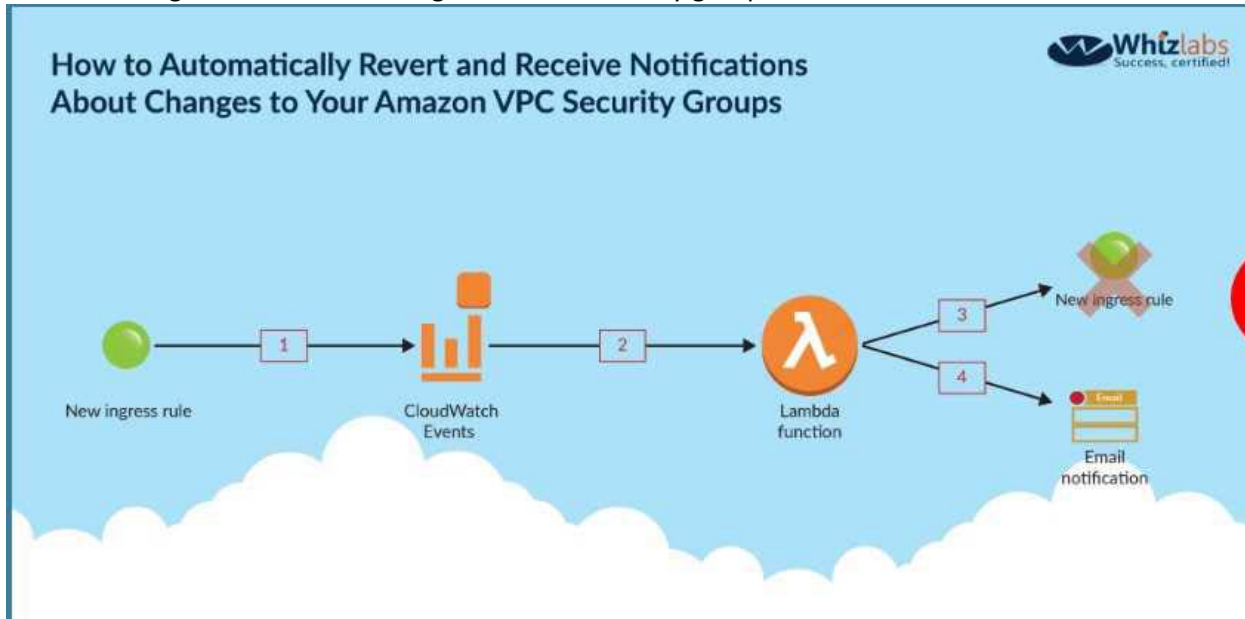 How to Automatically Revert and Receive Notifications
About Changes to Your Amazon VPC Security Groups
Whizlabs
Success, certified!
New ingress rule
1
CloudWatch
Events
2
Lambda
function
3
New ingress rule
4
Email
Email
notification